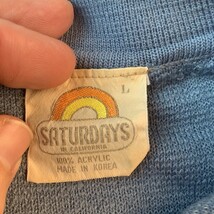 L
SATURDAYS
IN CALIFORNIA
100% ACRYLIC
MADE IN KOREA